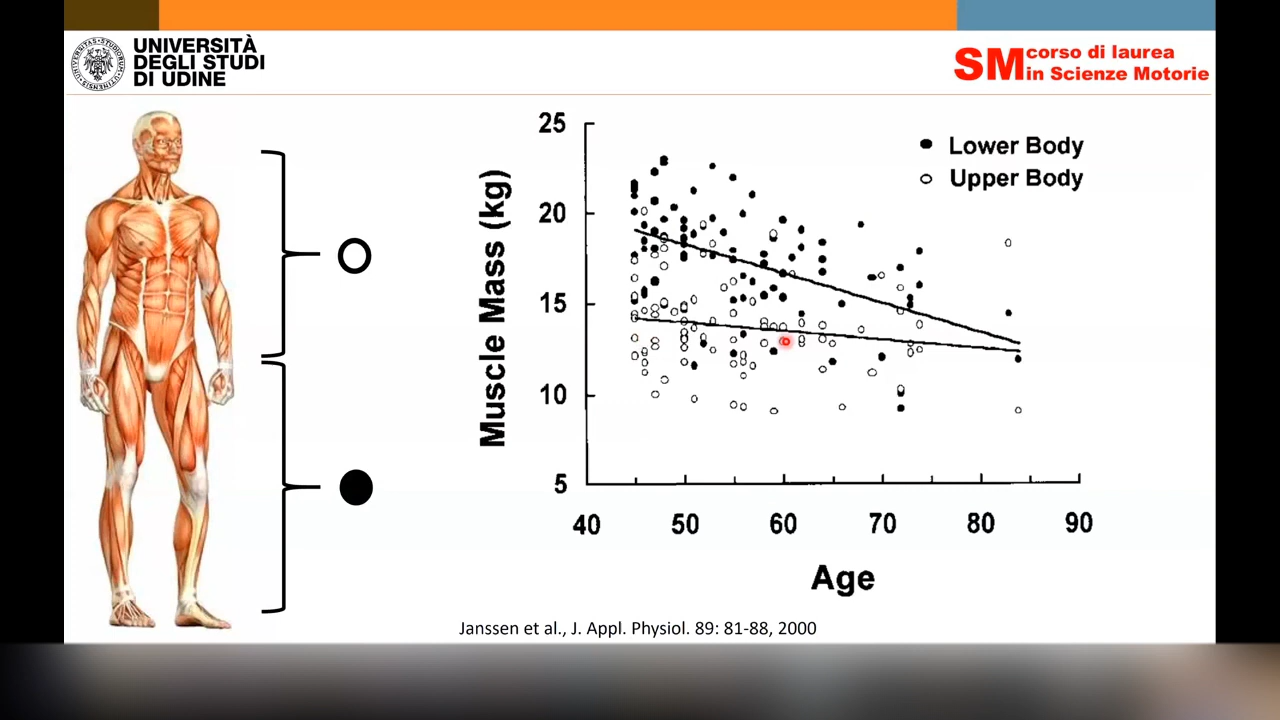 UNIVERSITÀ
DEGLI STUDI
DI UDINE
SM corso di laurea
in Scienze Motorie
Muscle Mass (kg)
25
20
15
10
5
Lower Body
Upper Body
40 50 60 70 80 90
Age
Janssen et al., J. Appl. Physiol. 89: 81-88, 2000